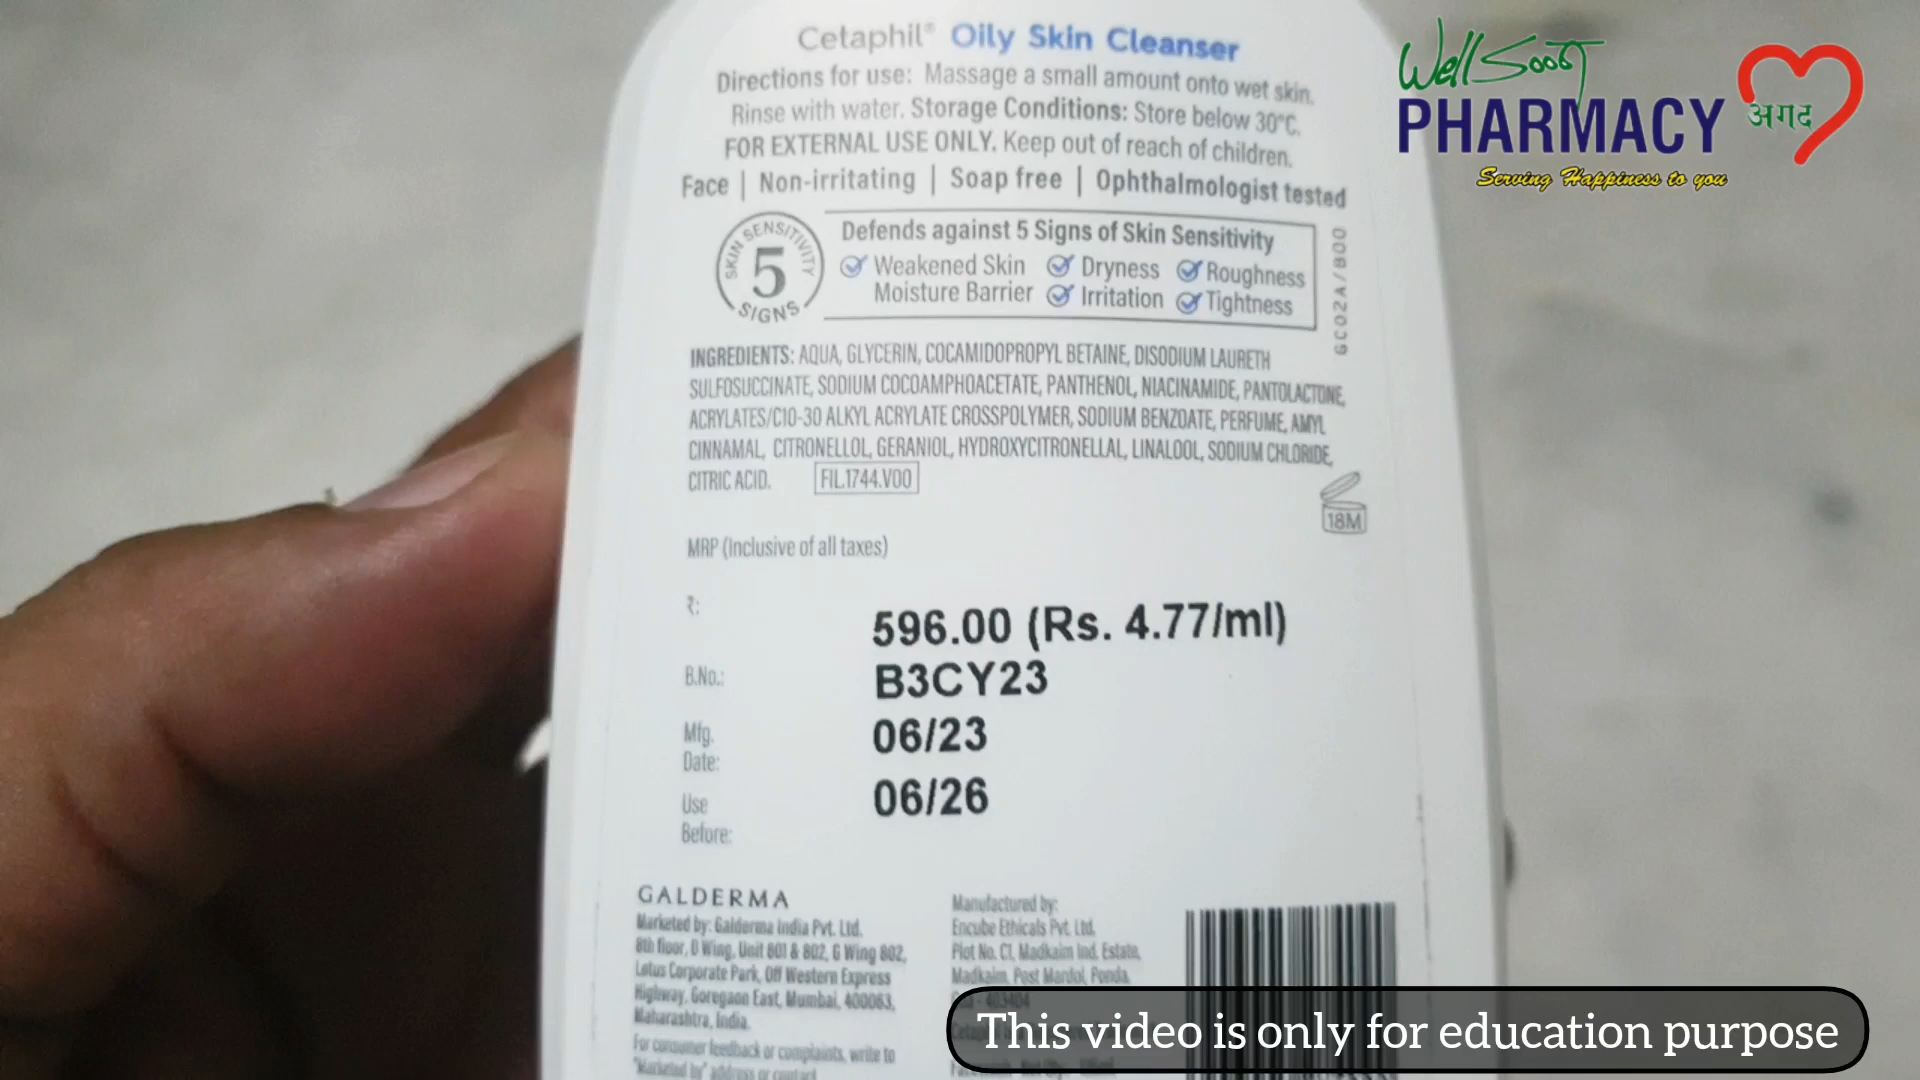 Cetaphil® Oily Skin Cleanser
Directions for use: Massage a small amount onto wet skin.
Rinse with water. Storage Conditions: Store below 30°C.
FOR EXTERNAL USE ONLY. Keep out of reach of children.
Face | Non-irritating | Soap free | Ophthalmologist tested
SKIN SENSITIVITY
5
SIGNS
Defends against 5 Signs of Skin Sensitivity
Weakened Skin Dryness Roughness
Moisture Barrier Irritation Tightness
GC02A/B00
INGREDIENTS: AQUA, GLYCERIN, COCAMIDOPROPYL BETAINE, DISODIUM LAURETH
SULFOSUCCINATE, SODIUM COCOAMPHOACETATE, PANTHENOL, NIACINAMIDE, PANTOLACTONE,
ACRYLATES/C10-30 ALKYL ACRYLATE CROSSPOLYMER, SODIUM BENZOATE, PERFUME, AMYL
CINNAMAL, CITRONELLOL, GERANIOL, HYDROXYCITRONELLAL, LINALOOL, SODIUM CHLORIDE,
CITRIC ACID. FIL.1744.V00
18M
MRP (Inclusive of all taxes)
₹: 596.00 (Rs. 4.77/ml)
B.No.: B3CY23
Mfg. Date: 06/23
Use Before: 06/26
GALDERMA
Marketed by: Galderma India Pvt. Ltd.
8th floor, D Wing, Unit 801 & 802, G Wing 802,
Lotus Corporate Park, Off Western Express
Highway, Goregaon East, Mumbai, 400063,
Maharashtra, India.
For consumer feedback or complaints, write to
"Marketed by" address or contact
Manufactured by:
Encube Ethicals Pvt. Ltd.
Plot No. C1, Madkaim Ind. Estate,
Madkaim, Post Mardol, Ponda,
403404
WellSoon
PHARMACY
अगद
Serving Happiness to you
This video is only for education purpose